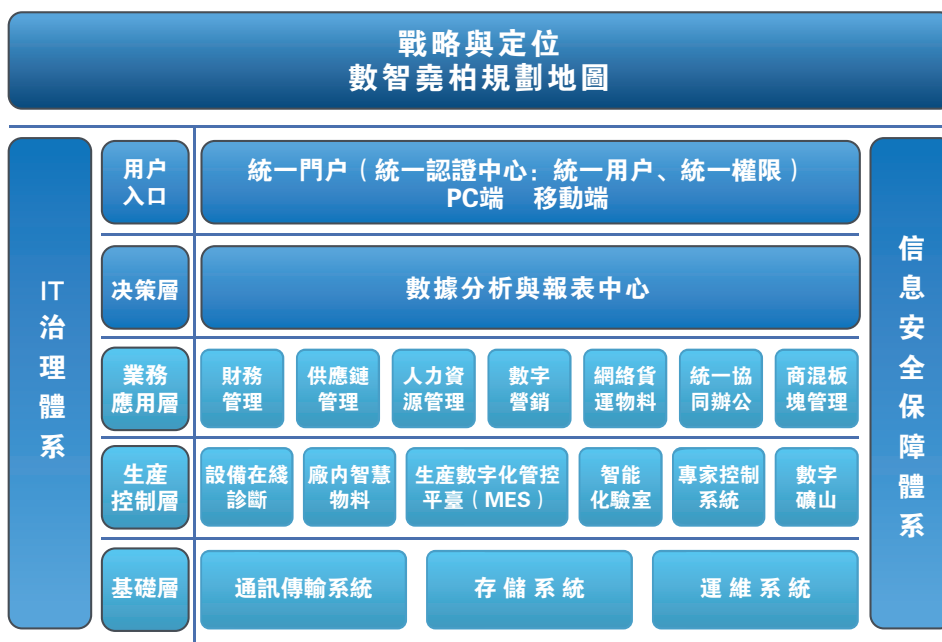 戰略與定位
數智堯柏規劃地圖
IT治理體系
用户
入口
統一門户（統一認證中心：統一用户、統一權限）
PC端 移動端
决策層
數據分析與報表中心
業務
應用層
財務
管理
供應鏈
管理
人力資
源管理
數字
營銷
網絡貨
運物料
統一協
同辦公
商混板
塊管理
生産
控制層
設備在綫
診斷
廠内智慧
物料
生産數字化管控
平臺（MES）
智能
化驗室
專家控制
系統
數字
礦山
基礎層
通訊傳輸系統
存儲系統
運維系統
信息安全保障體系